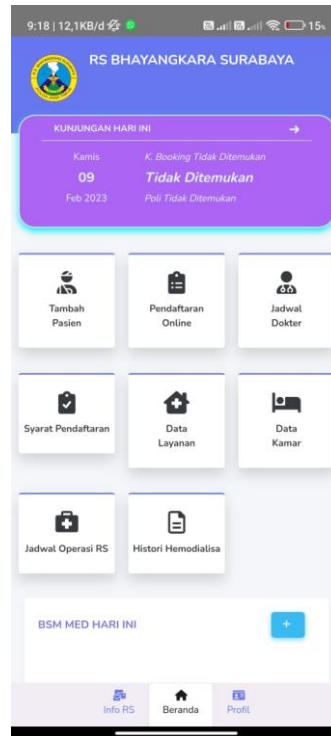 9:18 | 12,1KB/d
15%
RS BHAYANGKARA SURABAYA
KUNJUNGAN HARI INI
Kamis
09
Feb 2023
K. Booking Tidak Ditemukan
Tidak Ditemukan
Poli Tidak Ditemukan
Tambah
Pasien
Pendaftaran
Online
Jadwal
Dokter
Syarat Pendaftaran
Data
Layanan
Data
Kamar
Jadwal Operasi RS
Histori Hemodialisa
BSM MED HARI INI
+
Info RS
Beranda
Profil